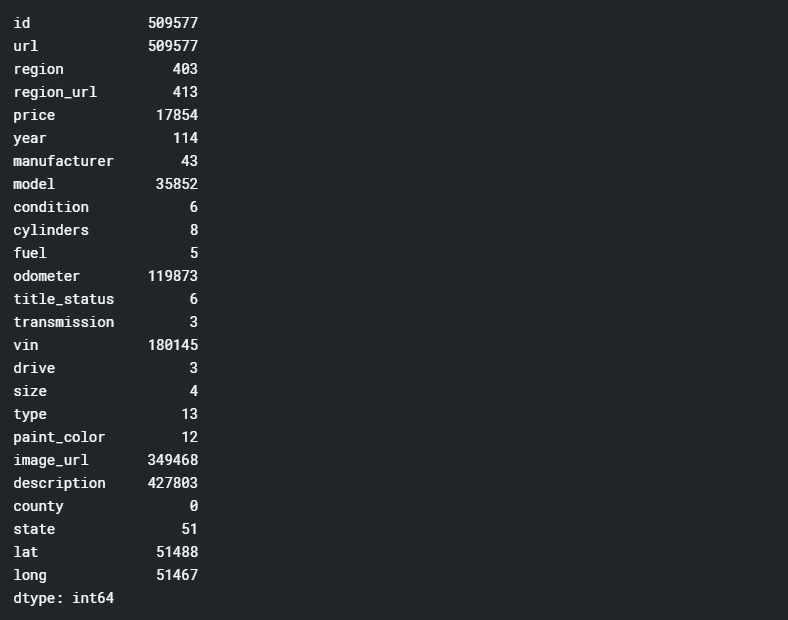 id 509577
url 509577
region 403
region_url 413
price 17854
year 114
manufacturer 43
model 35852
condition 6
cylinders 8
fuel 5
odometer 119873
title_status 6
transmission 3
vin 180145
drive 3
size 4
type 13
paint_color 12
image_url 349468
description 427803
county 0
state 51
lat 51488
long 51467
dtype: int64